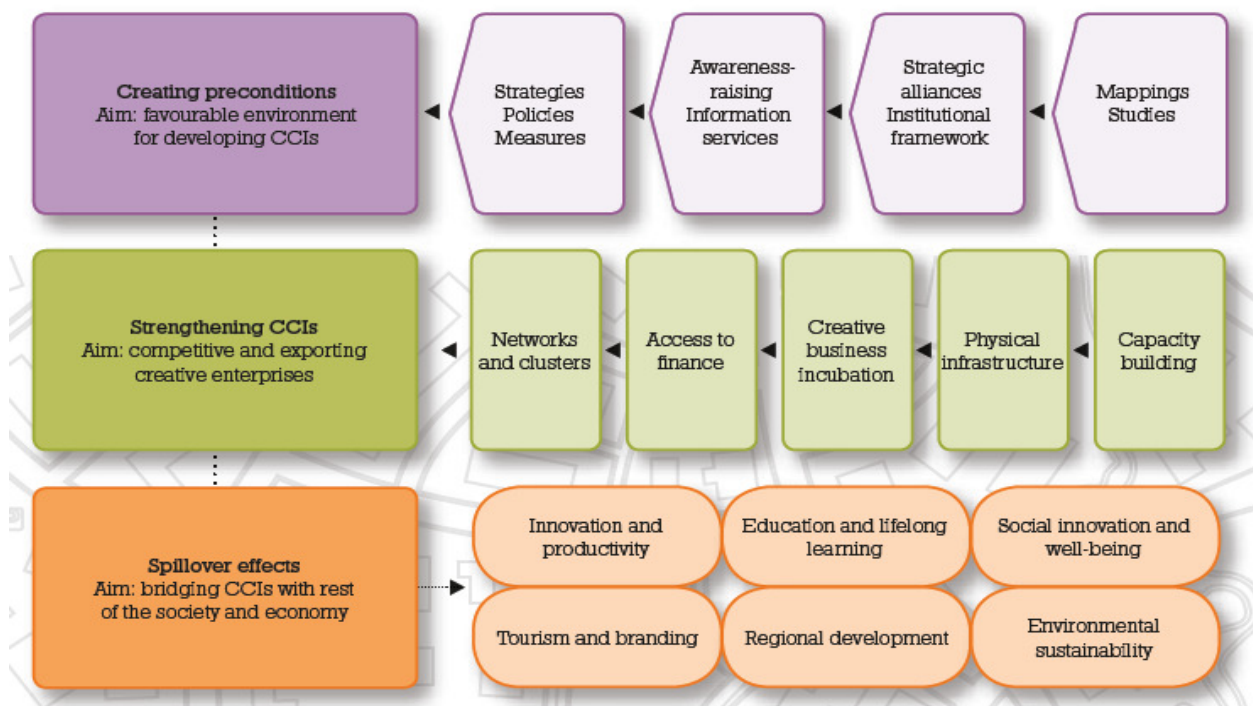 Creating preconditions
Aim: favourable environment
for developing CCIs
Strategies
Policies
Measures
Awareness-
raising
Information
services
Strategic
alliances
Institutional
framework
Mappings
Studies
Strengthening CCIs
Aim: competitive and exporting
creative enterprises
Networks
and clusters
Access to
finance
Creative
business
incubation
Physical
infrastructure
Capacity
building
Spillover effects
Aim: bridging CCIs with rest
of the society and economy
Innovation and
productivity
Education and lifelong
learning
Social innovation and
well-being
Tourism and branding
Regional development
Environmental
sustainability